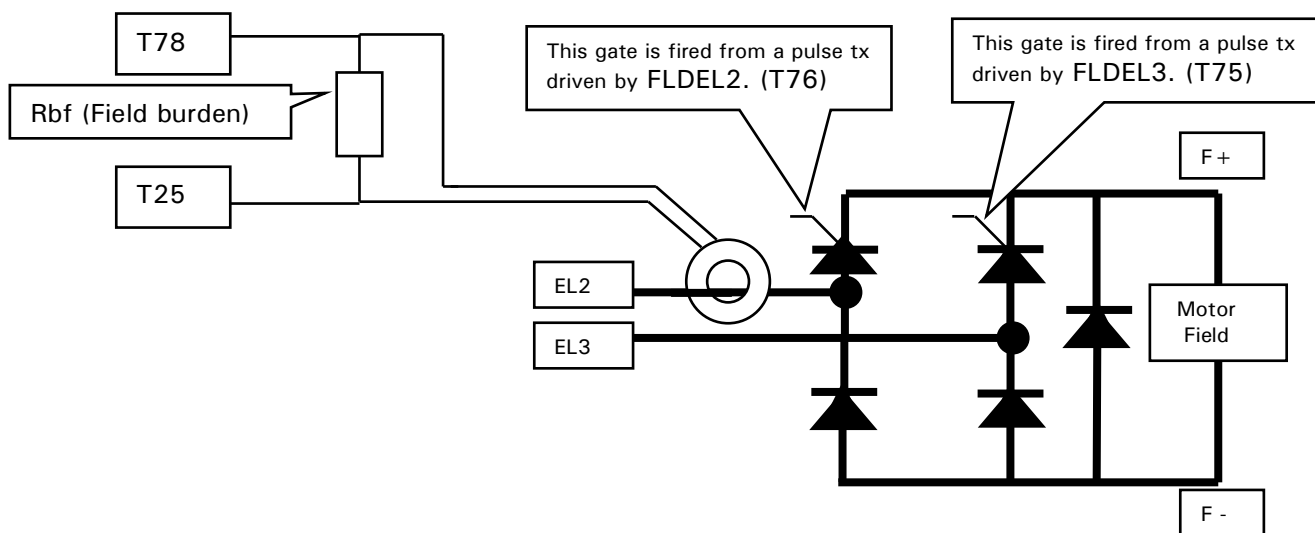 T78
Rbf (Field burden)
T25
This gate is fired from a pulse tx
driven by FLDEL2. (T76)
This gate is fired from a pulse tx
driven by FLDEL3. (T75)
F+
EL2
EL3
Motor
Field
F -